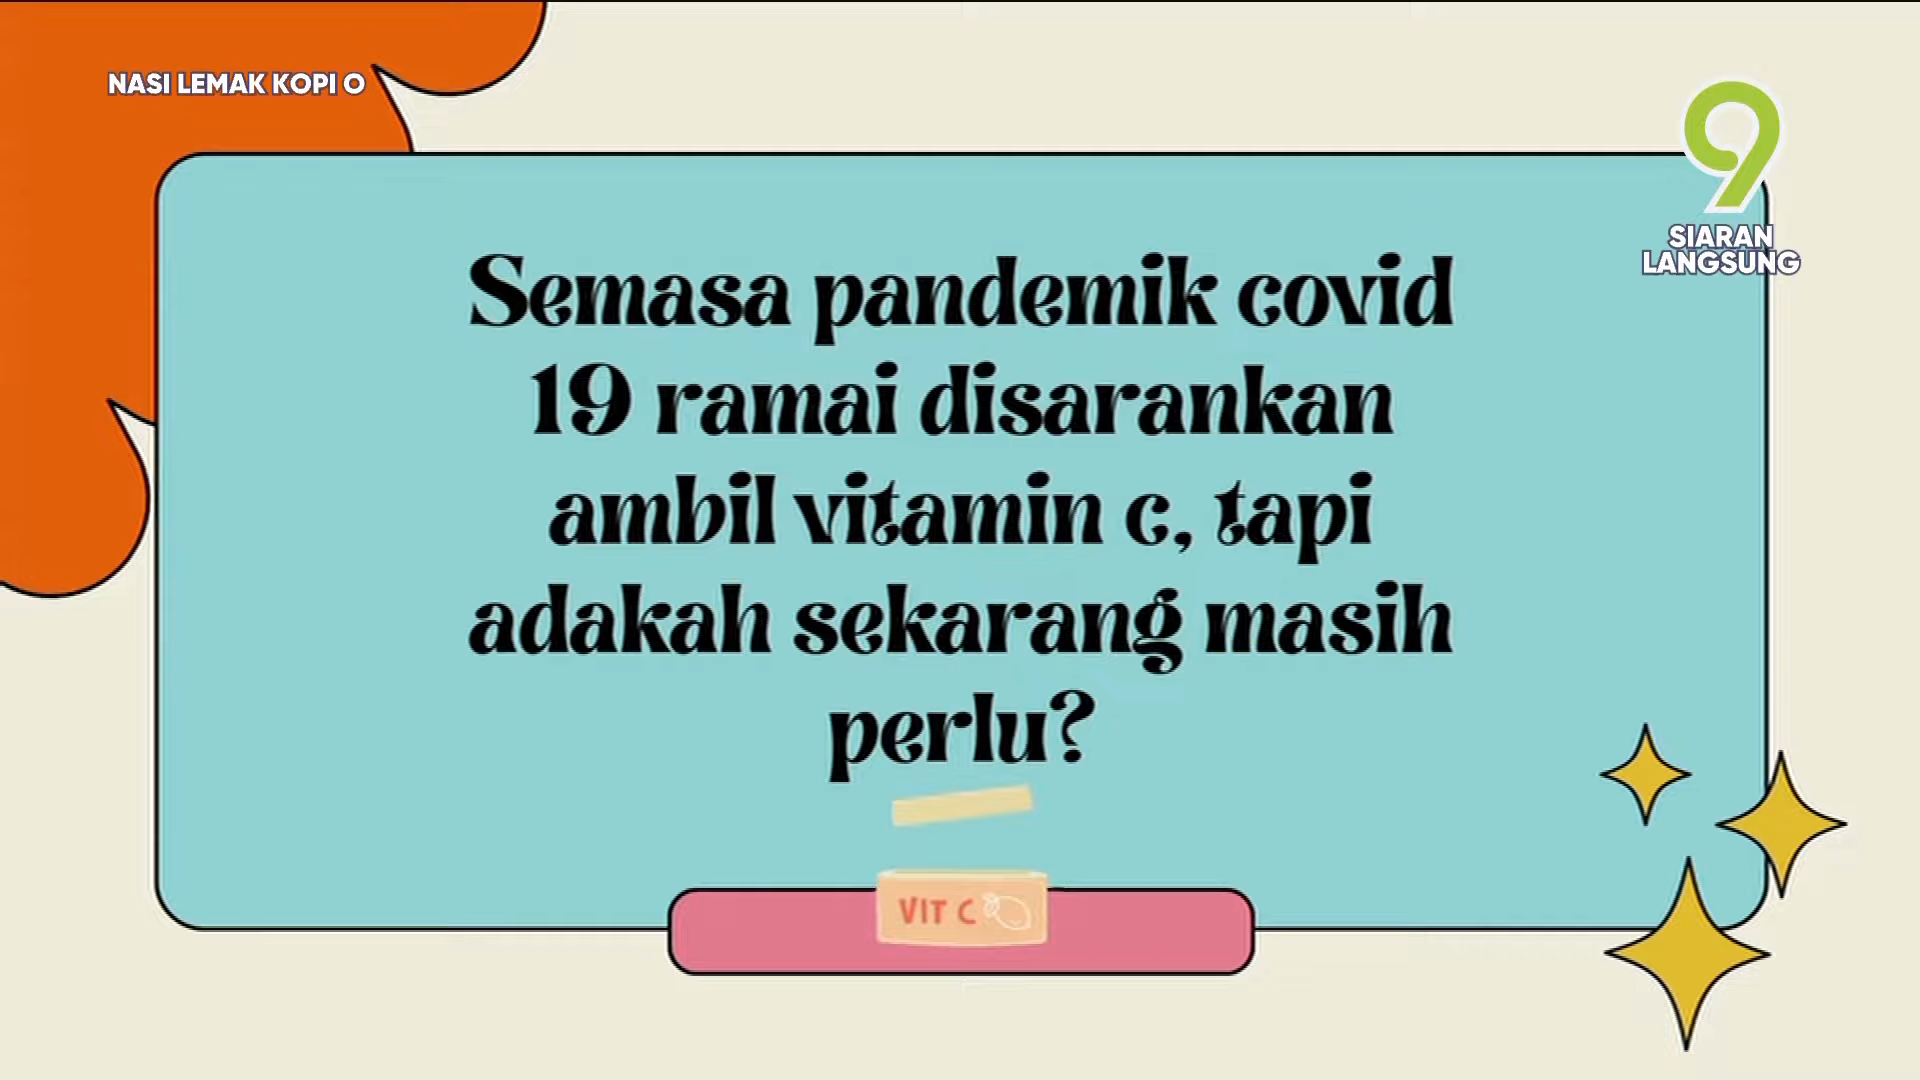 NASI LEMAK KOPI O
9
SIARAN
LANGSUNG
Semasa pandemik covid
19 ramai disarankan
ambil vitamin c, tapi
adakah sekarang masih
perlu?
VIT C